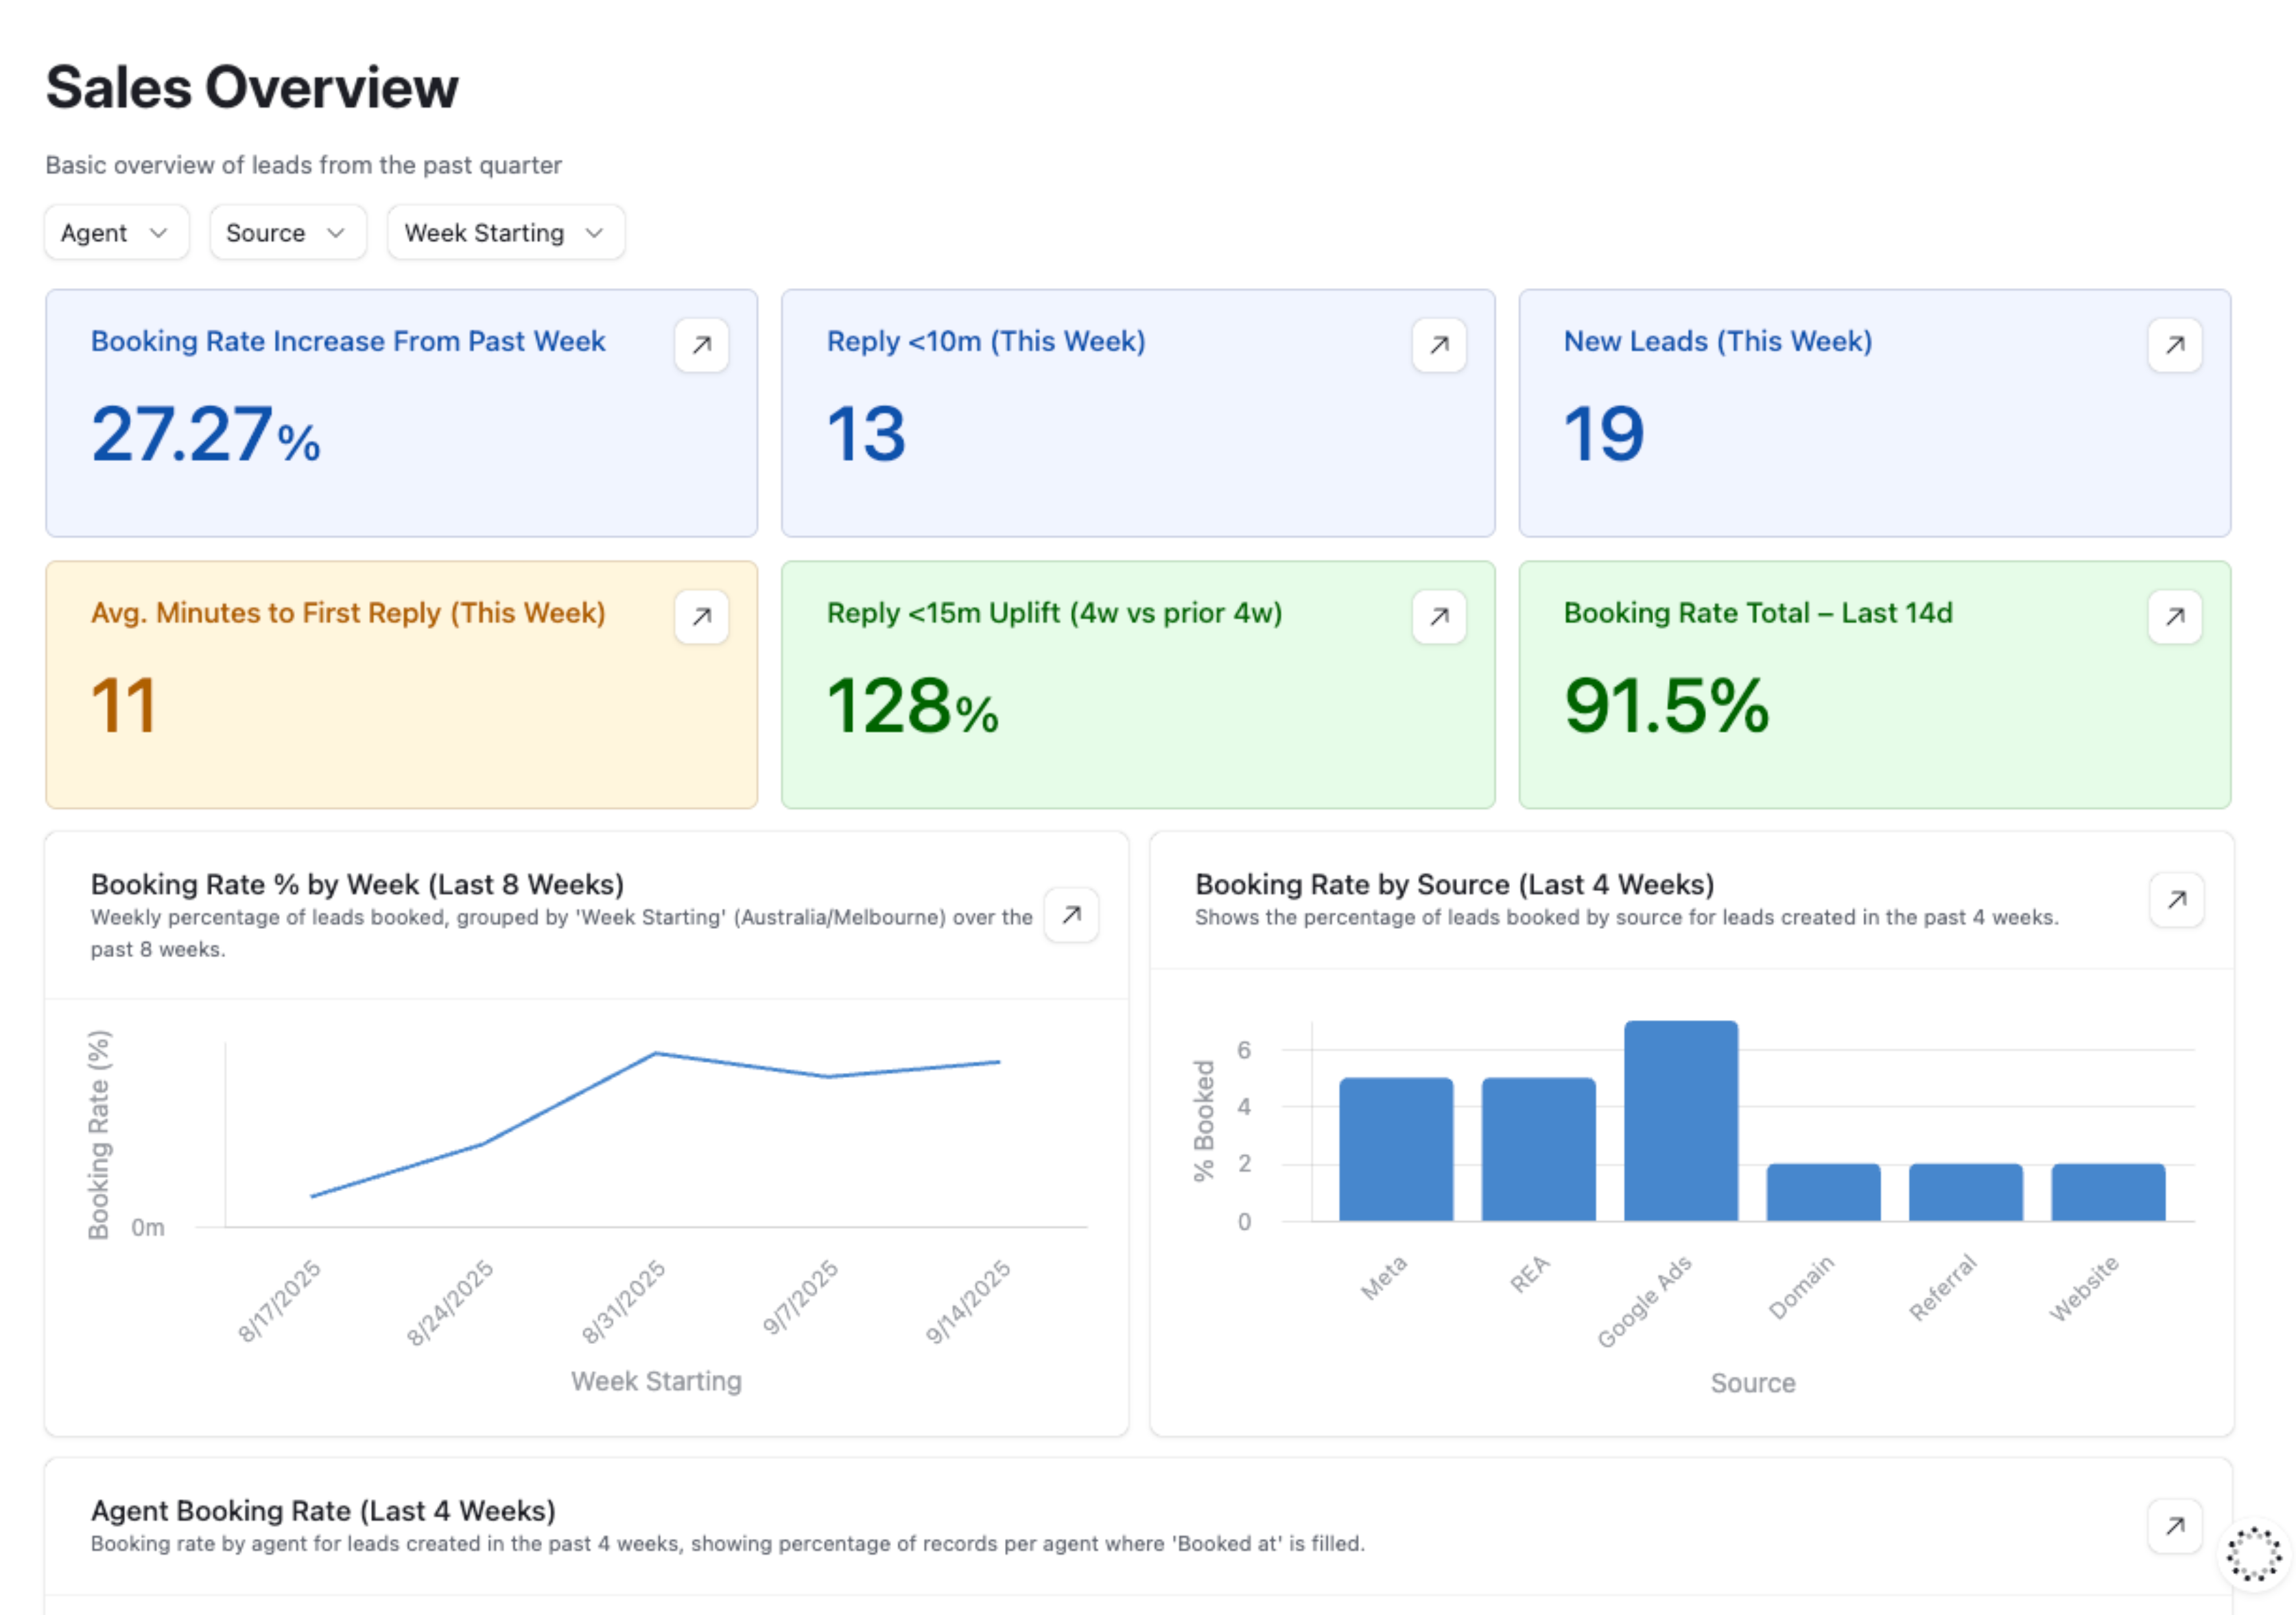 Sales Overview
Basic overview of leads from the past quarter
Agent
Source
Week Starting
Booking Rate Increase From Past Week
27.27%
Reply <10m (This Week)
13
New Leads (This Week)
19
Avg. Minutes to First Reply (This Week)
11
Reply <15m Uplift (4w vs prior 4w)
128%
Booking Rate Total – Last 14d
91.5%
Booking Rate % by Week (Last 8 Weeks)
Weekly percentage of leads booked, grouped by 'Week Starting' (Australia/Melbourne) over the
past 8 weeks.
Booking Rate (%)
0m
8/17/2025
8/24/2025
8/31/2025
9/7/2025
9/14/2025
Week Starting
Booking Rate by Source (Last 4 Weeks)
Shows the percentage of leads booked by source for leads created in the past 4 weeks.
% Booked
6
4
2
0
Meta
REA
Google Ads
Domain
Referral
Website
Source
Agent Booking Rate (Last 4 Weeks)
Booking rate by agent for leads created in the past 4 weeks, showing percentage of records per agent where 'Booked at' is filled.